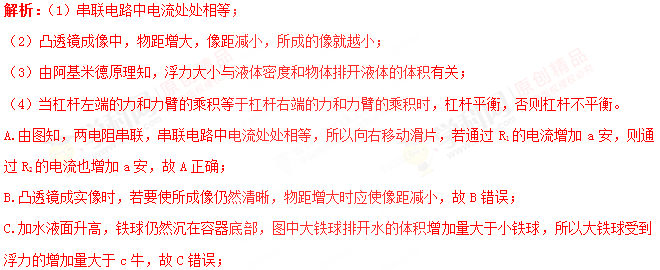 解析：（1）串联电路中电流处处相等；
（2）凸透镜成像中，物距增大，像距减小，所成的像就越小；
（3）由阿基米德原理知，浮力大小与液体密度和物体排开液体的体积有关；
（4）当杠杆左端的力和力臂的乘积等于杠杆右端的力和力臂的乘积时，杠杆平衡，否则杠杆不平衡。
A.由图知，两电阻串联，串联电路中电流处处相等，所以向右移动滑片，若通过 R₁的电流增加 a 安，则通
过 R₂的电流也增加 a 安，故 A 正确；
B.凸透镜成实像时，若要使所成像仍然清晰，物距增大时应使像距减小，故 B 错误；
C.加水液面升高，铁球仍然沉在容器底部，图中大铁球排开水的体积增加量大于小铁球，所以大铁球受到
浮力的增加量大于 c 牛，故 C 错误；